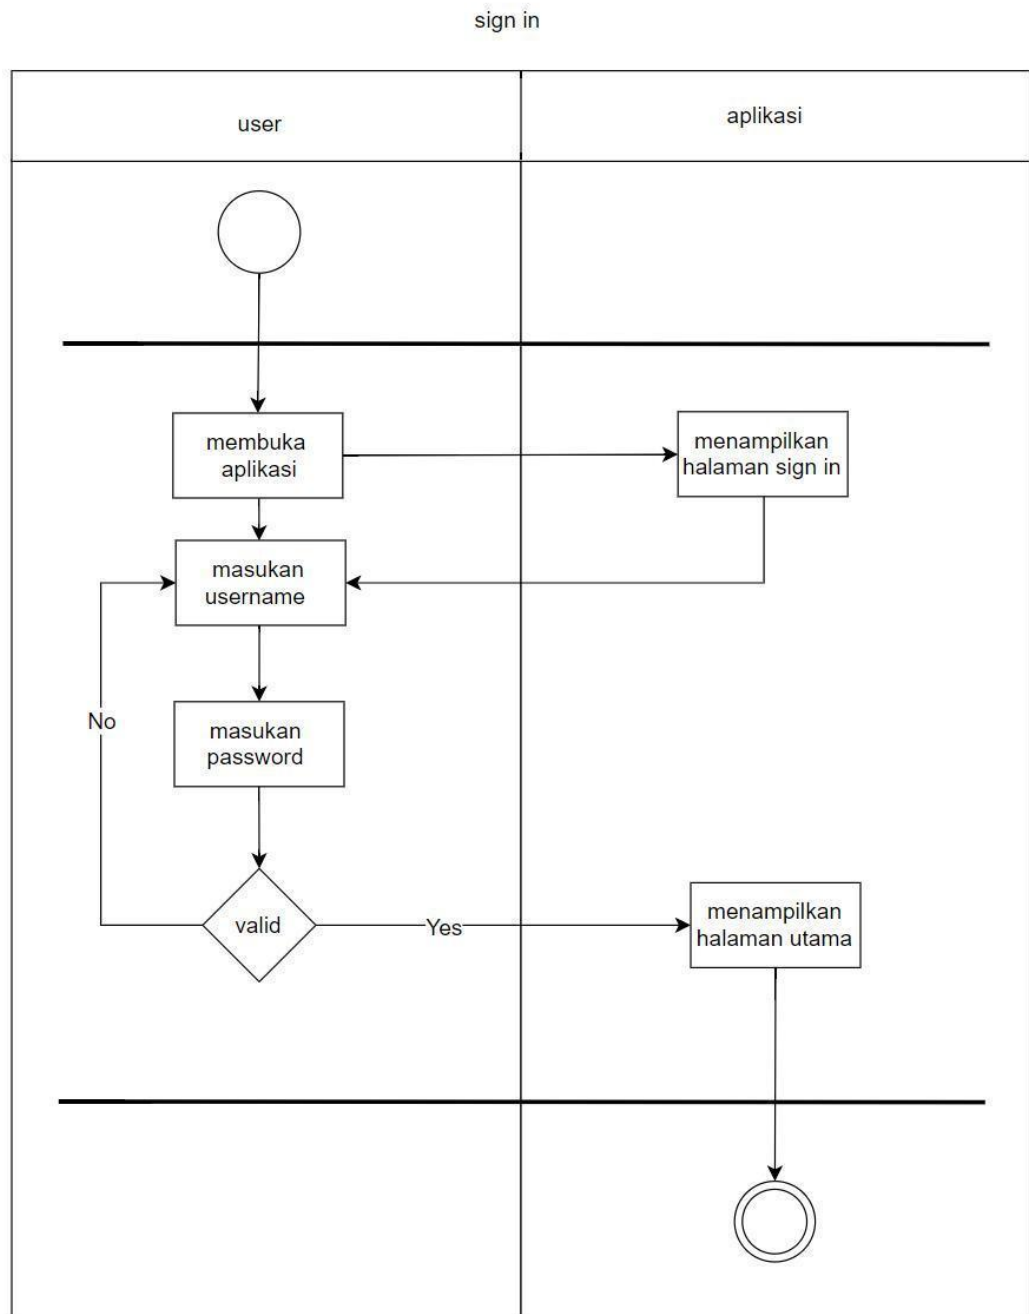 sign in
user
aplikasi
membuka
aplikasi
menampilkan
halaman sign in
masukan
username
No
masukan
password
valid
Yes
menampilkan
halaman utama